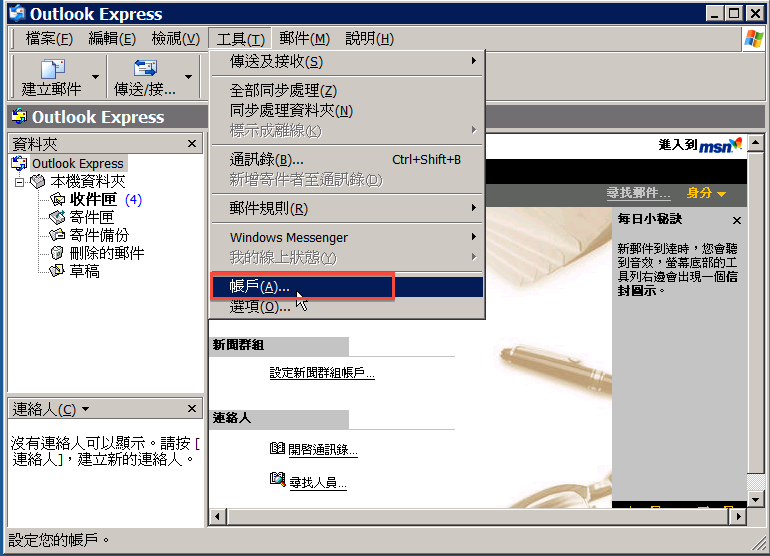 Outlook Express
檔案(F) 編輯(E) 檢視(V) 工具(T) 郵件(M) 說明(H)
建立郵件 傳送/接...
Outlook Express
傳送及接收(S)
全部同步處理(Z)
同步處理資料夾(N)
標示成離線(K)
通訊錄(B)... Ctrl+Shift+B
新增寄件者至通訊錄(D)
郵件規則(R)
Windows Messenger
我的線上狀態(Y)
帳戶(A)...
選項(O)...
資料夾
Outlook Express
本機資料夾
收件匣 (4)
寄件匣
寄件備份
刪除的郵件
草稿
連絡人(C)
沒有連絡人可以顯示。請按 [
連絡人]，建立新的連絡人。
進入到 msn
尋找郵件... 身分
新聞群組
設定新聞群組帳戶...
連絡人
開啓通訊錄...
尋找人員...
每日小秘訣
新郵件到達時，您會聽
到音效，螢幕底部的工
具列右邊會出現一個信
封圖示。
設定您的帳戶。